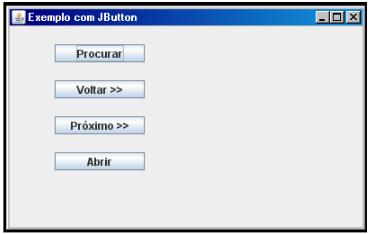 Exemplo com JButton
Procurar
Voltar >>
Próximo >>
Abrir